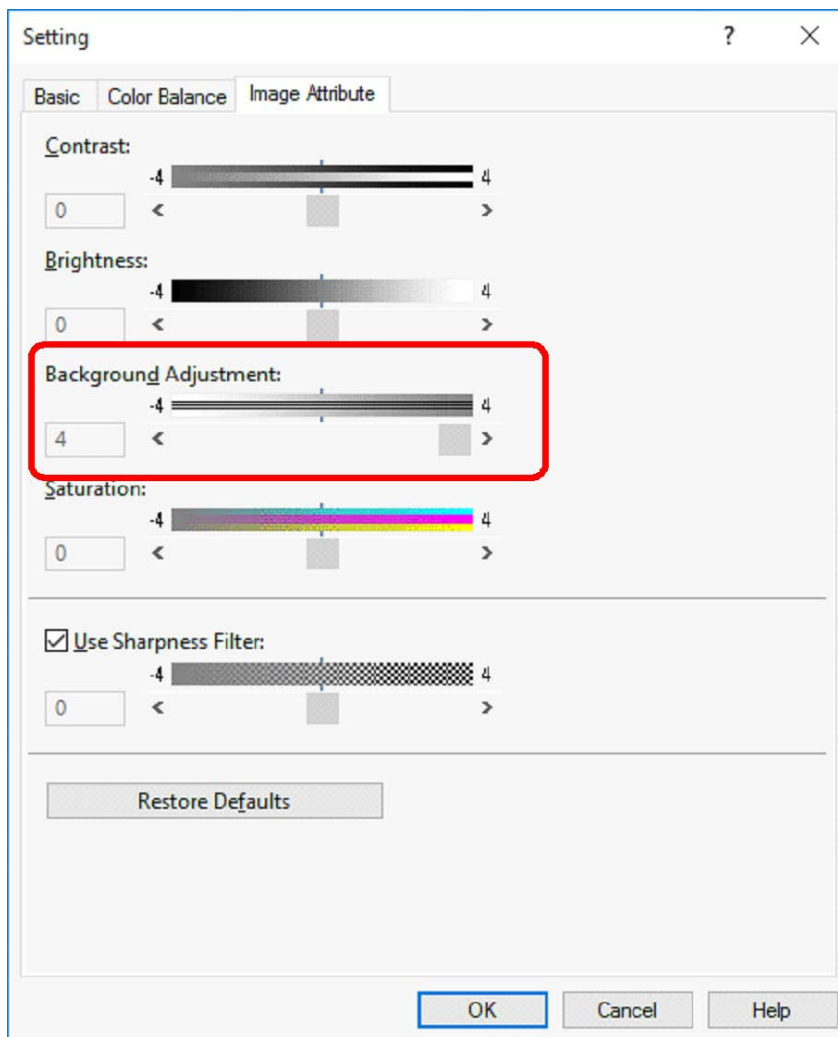 Setting ?
Basic Color Balance Image Attribute
Contrast:
-4 4
0 < >
Brightness:
-4 4
0 < >
Background Adjustment:
-4 4
4 < >
Saturation:
-4 4
0 < >
Use Sharpness Filter:
-4 4
0 < >
Restore Defaults
OK Cancel Help